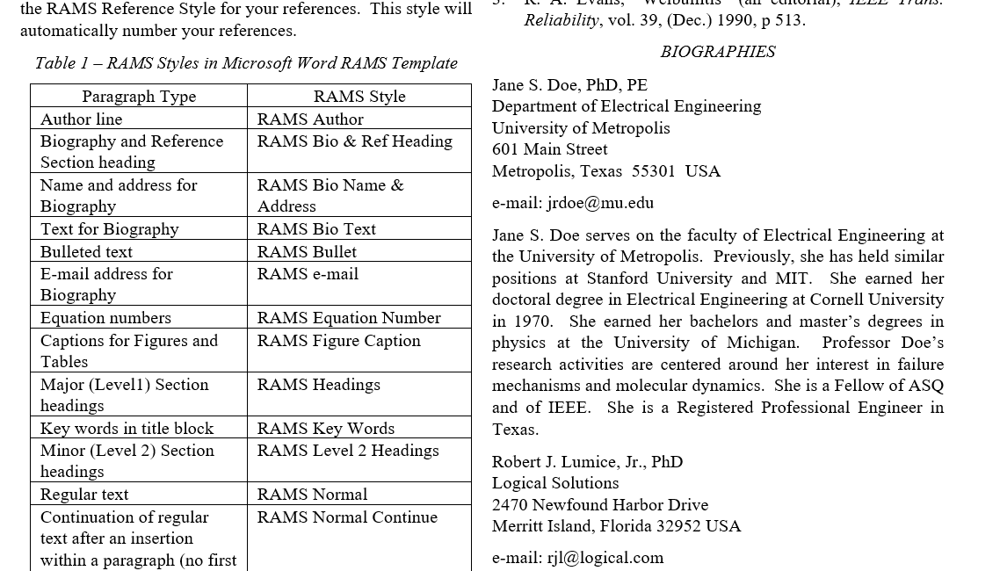 the RAMS Reference Style for your references.  This style will
automatically number your references.
Table 1 – RAMS Styles in Microsoft Word RAMS Template
Paragraph Type RAMS Style
Author line RAMS Author
Biography and Reference RAMS Bio & Ref Heading
Section heading
Name and address for RAMS Bio Name &
Biography Address
Text for Biography RAMS Bio Text
Bulleted text RAMS Bullet
E-mail address for RAMS e-mail
Biography
Equation numbers RAMS Equation Number
Captions for Figures and RAMS Figure Caption
Tables
Major (Level1) Section RAMS Headings
headings
Key words in title block RAMS Key Words
Minor (Level 2) Section RAMS Level 2 Headings
headings
Regular text RAMS Normal
Continuation of regular RAMS Normal Continue
text after an insertion
within a paragraph (no first
R. A. Evans, "Weibullitis" (an editorial), IEEE Trans.
Reliability, vol. 39, (Dec.) 1990, p 513.
BIOGRAPHIES
Jane S. Doe, PhD, PE
Department of Electrical Engineering
University of Metropolis
601 Main Street
Metropolis, Texas  55301  USA
e-mail: jrdoe@mu.edu
Jane S. Doe serves on the faculty of Electrical Engineering at
the University of Metropolis.  Previously, she has held similar
positions at Stanford University and MIT.  She earned her
doctoral degree in Electrical Engineering at Cornell University
in 1970.  She earned her bachelors and master’s degrees in
physics at the University of Michigan.  Professor Doe’s
research activities are centered around her interest in failure
mechanisms and molecular dynamics.  She is a Fellow of ASQ
and of IEEE.  She is a Registered Professional Engineer in
Texas.
Robert J. Lumice, Jr., PhD
Logical Solutions
2470 Newfound Harbor Drive
Merritt Island, Florida 32952 USA
e-mail: rjl@logical.com